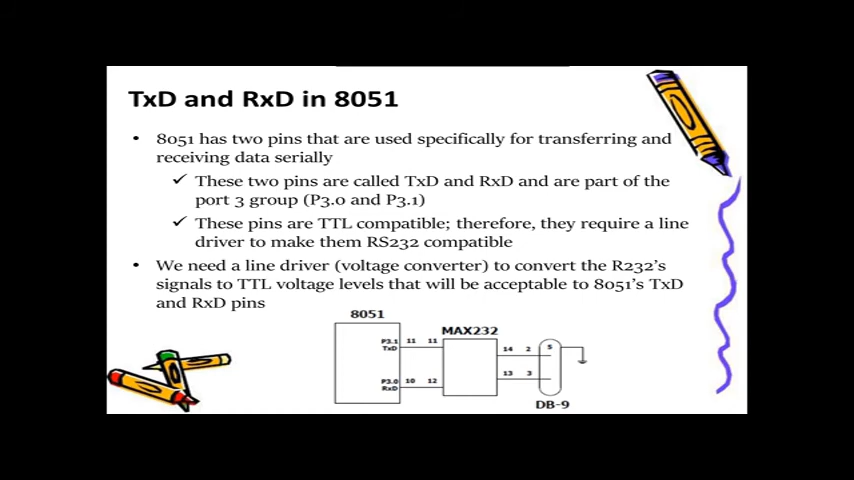 TxD and RxD in 8051
• 8051 has two pins that are used specifically for transferring and
receiving data serially
✓ These two pins are called TxD and RxD and are part of the
port 3 group (P3.0 and P3.1)
✓ These pins are TTL compatible; therefore, they require a line
driver to make them RS232 compatible
• We need a line driver (voltage converter) to convert the R232's
signals to TTL voltage levels that will be acceptable to 8051's TxD
and RxD pins
8051
MAX232
P3.1 11 11
TxD
14 2 5
13 3
P3.0 10 12
RxD
DB-9